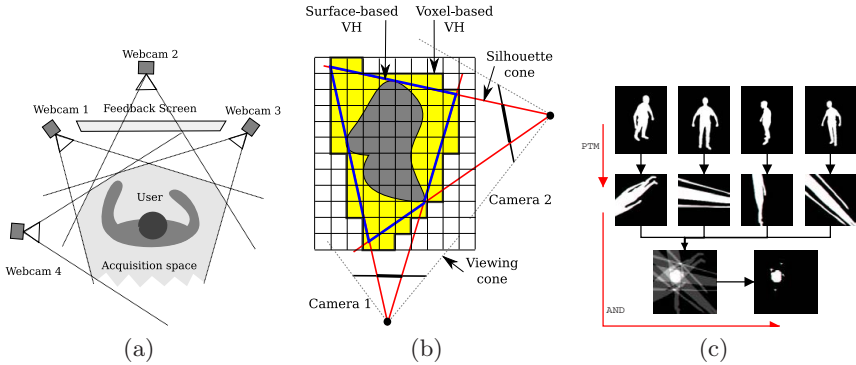 Webcam 2
Webcam 1
Feedback Screen
Webcam 3
User
Acquisition space
Webcam 4
(a)
Surface-based
VH
Voxel-based
VH
Silhouette
cone
Camera 2
Viewing
cone
Camera 1
(b)
PTM
AND
(c)